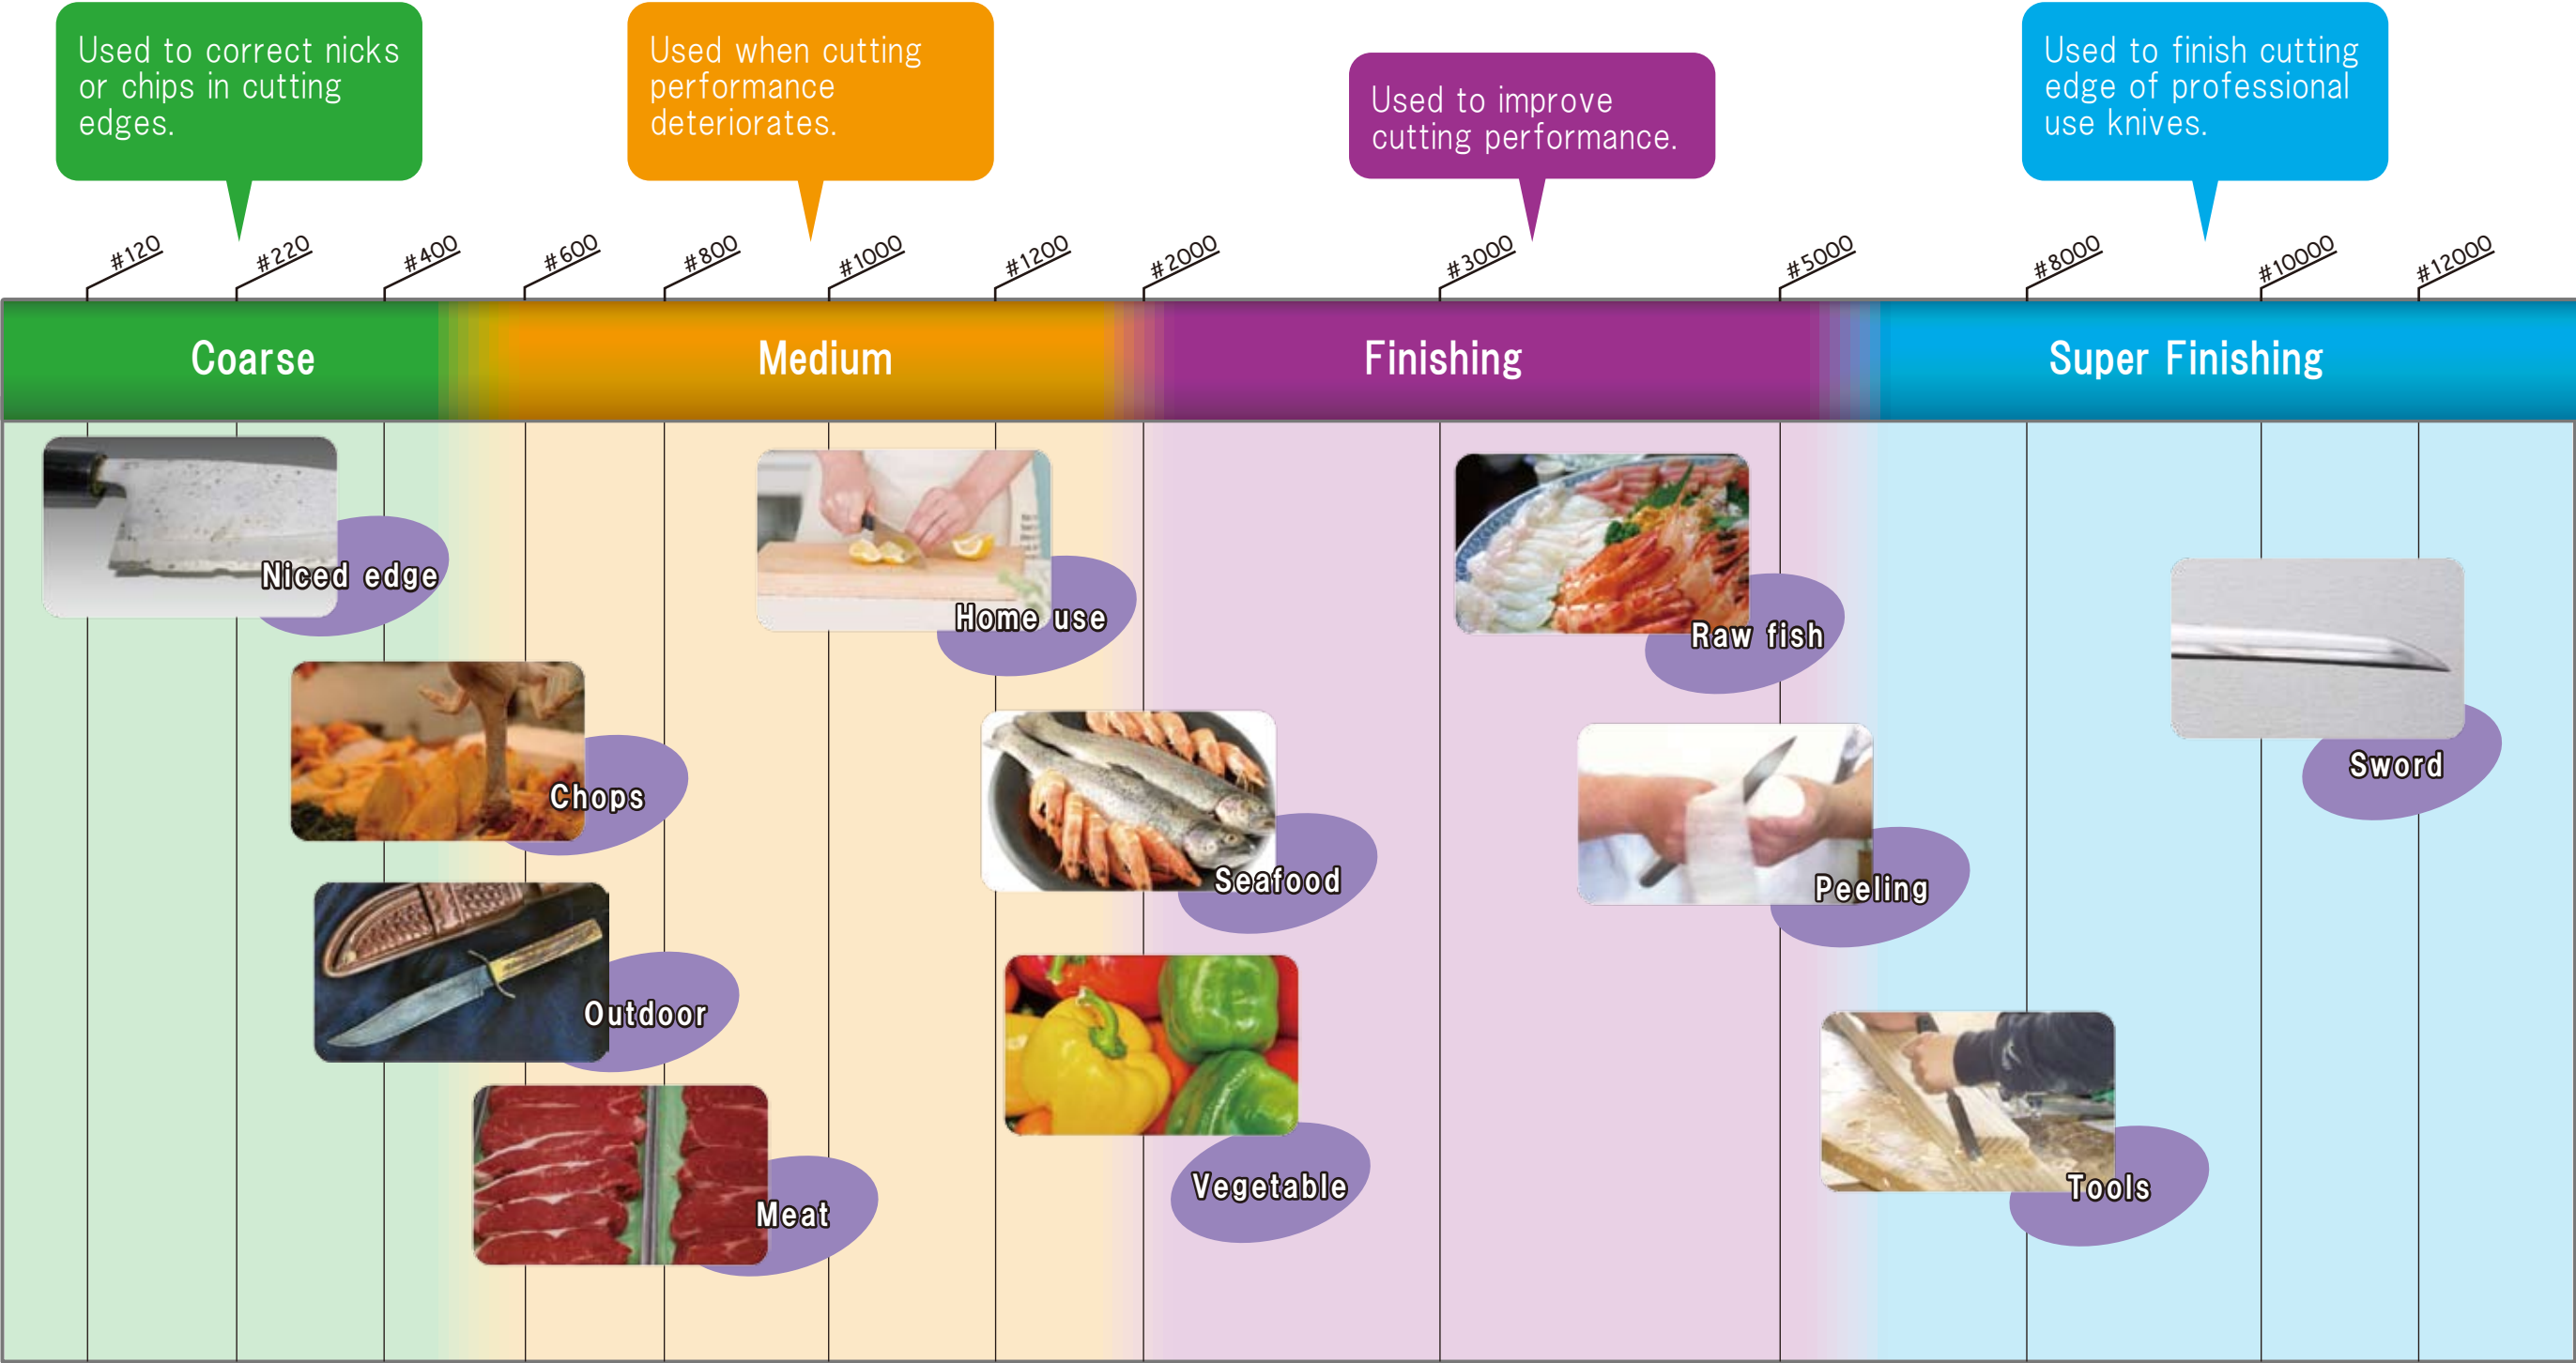 Used to correct nicks
or chips in cutting
edges.
Used when cutting
performance
deteriorates.
Used to improve
cutting performance.
Used to finish cutting
edge of professional
use knives.
#120
#220
#400
#600
#800
#1000
#1200
#2000
#3000
#5000
#8000
#10000
#12000
Coarse
Medium
Finishing
Super Finishing
Niced edge
Home use
Raw fish
Sword
Chops
Seafood
Peeling
Outdoor
Vegetable
Tools
Meat